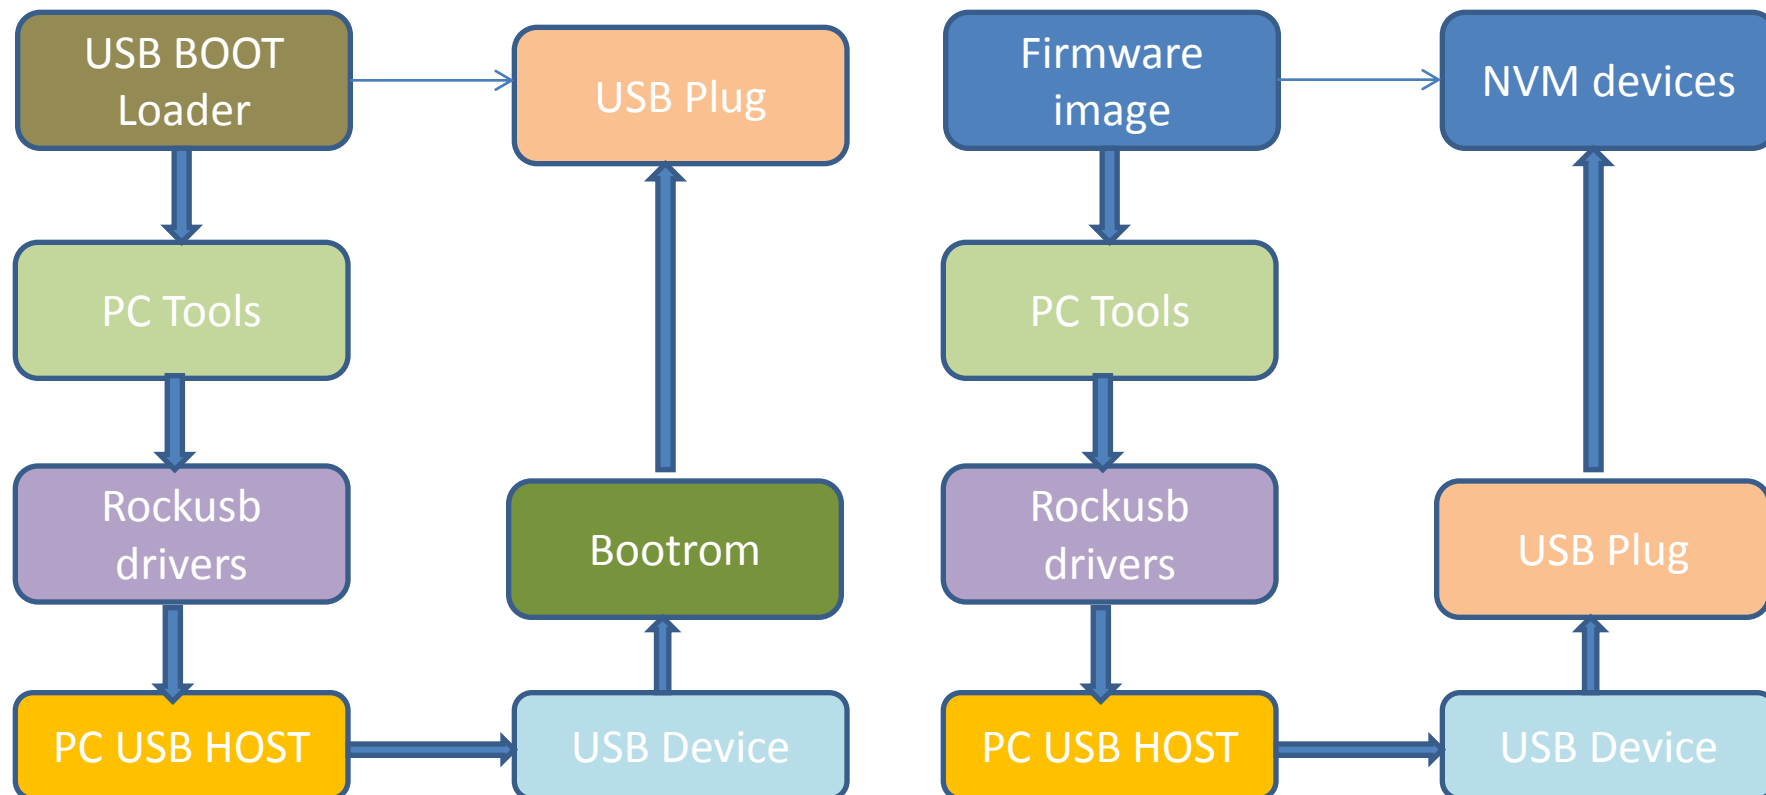 USB BOOT
Loader
USB Plug
PC Tools
Rockusb
drivers
Bootrom
PC USB HOST
USB Device
Firmware
image
NVM devices
PC Tools
Rockusb
drivers
USB Plug
PC USB HOST
USB Device